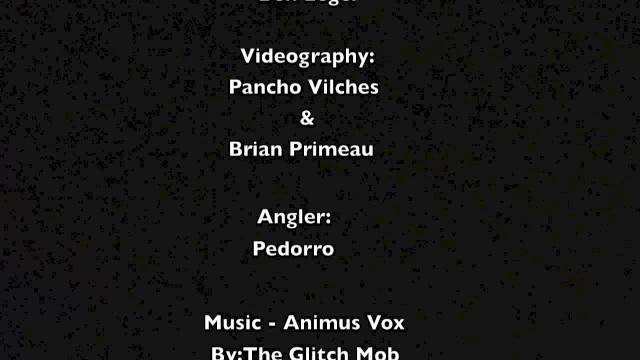 Videography:
Pancho Vilches
&
Brian Primeau
Angler:
Pedorro
Music - Animus Vox
By:The Glitch Mob